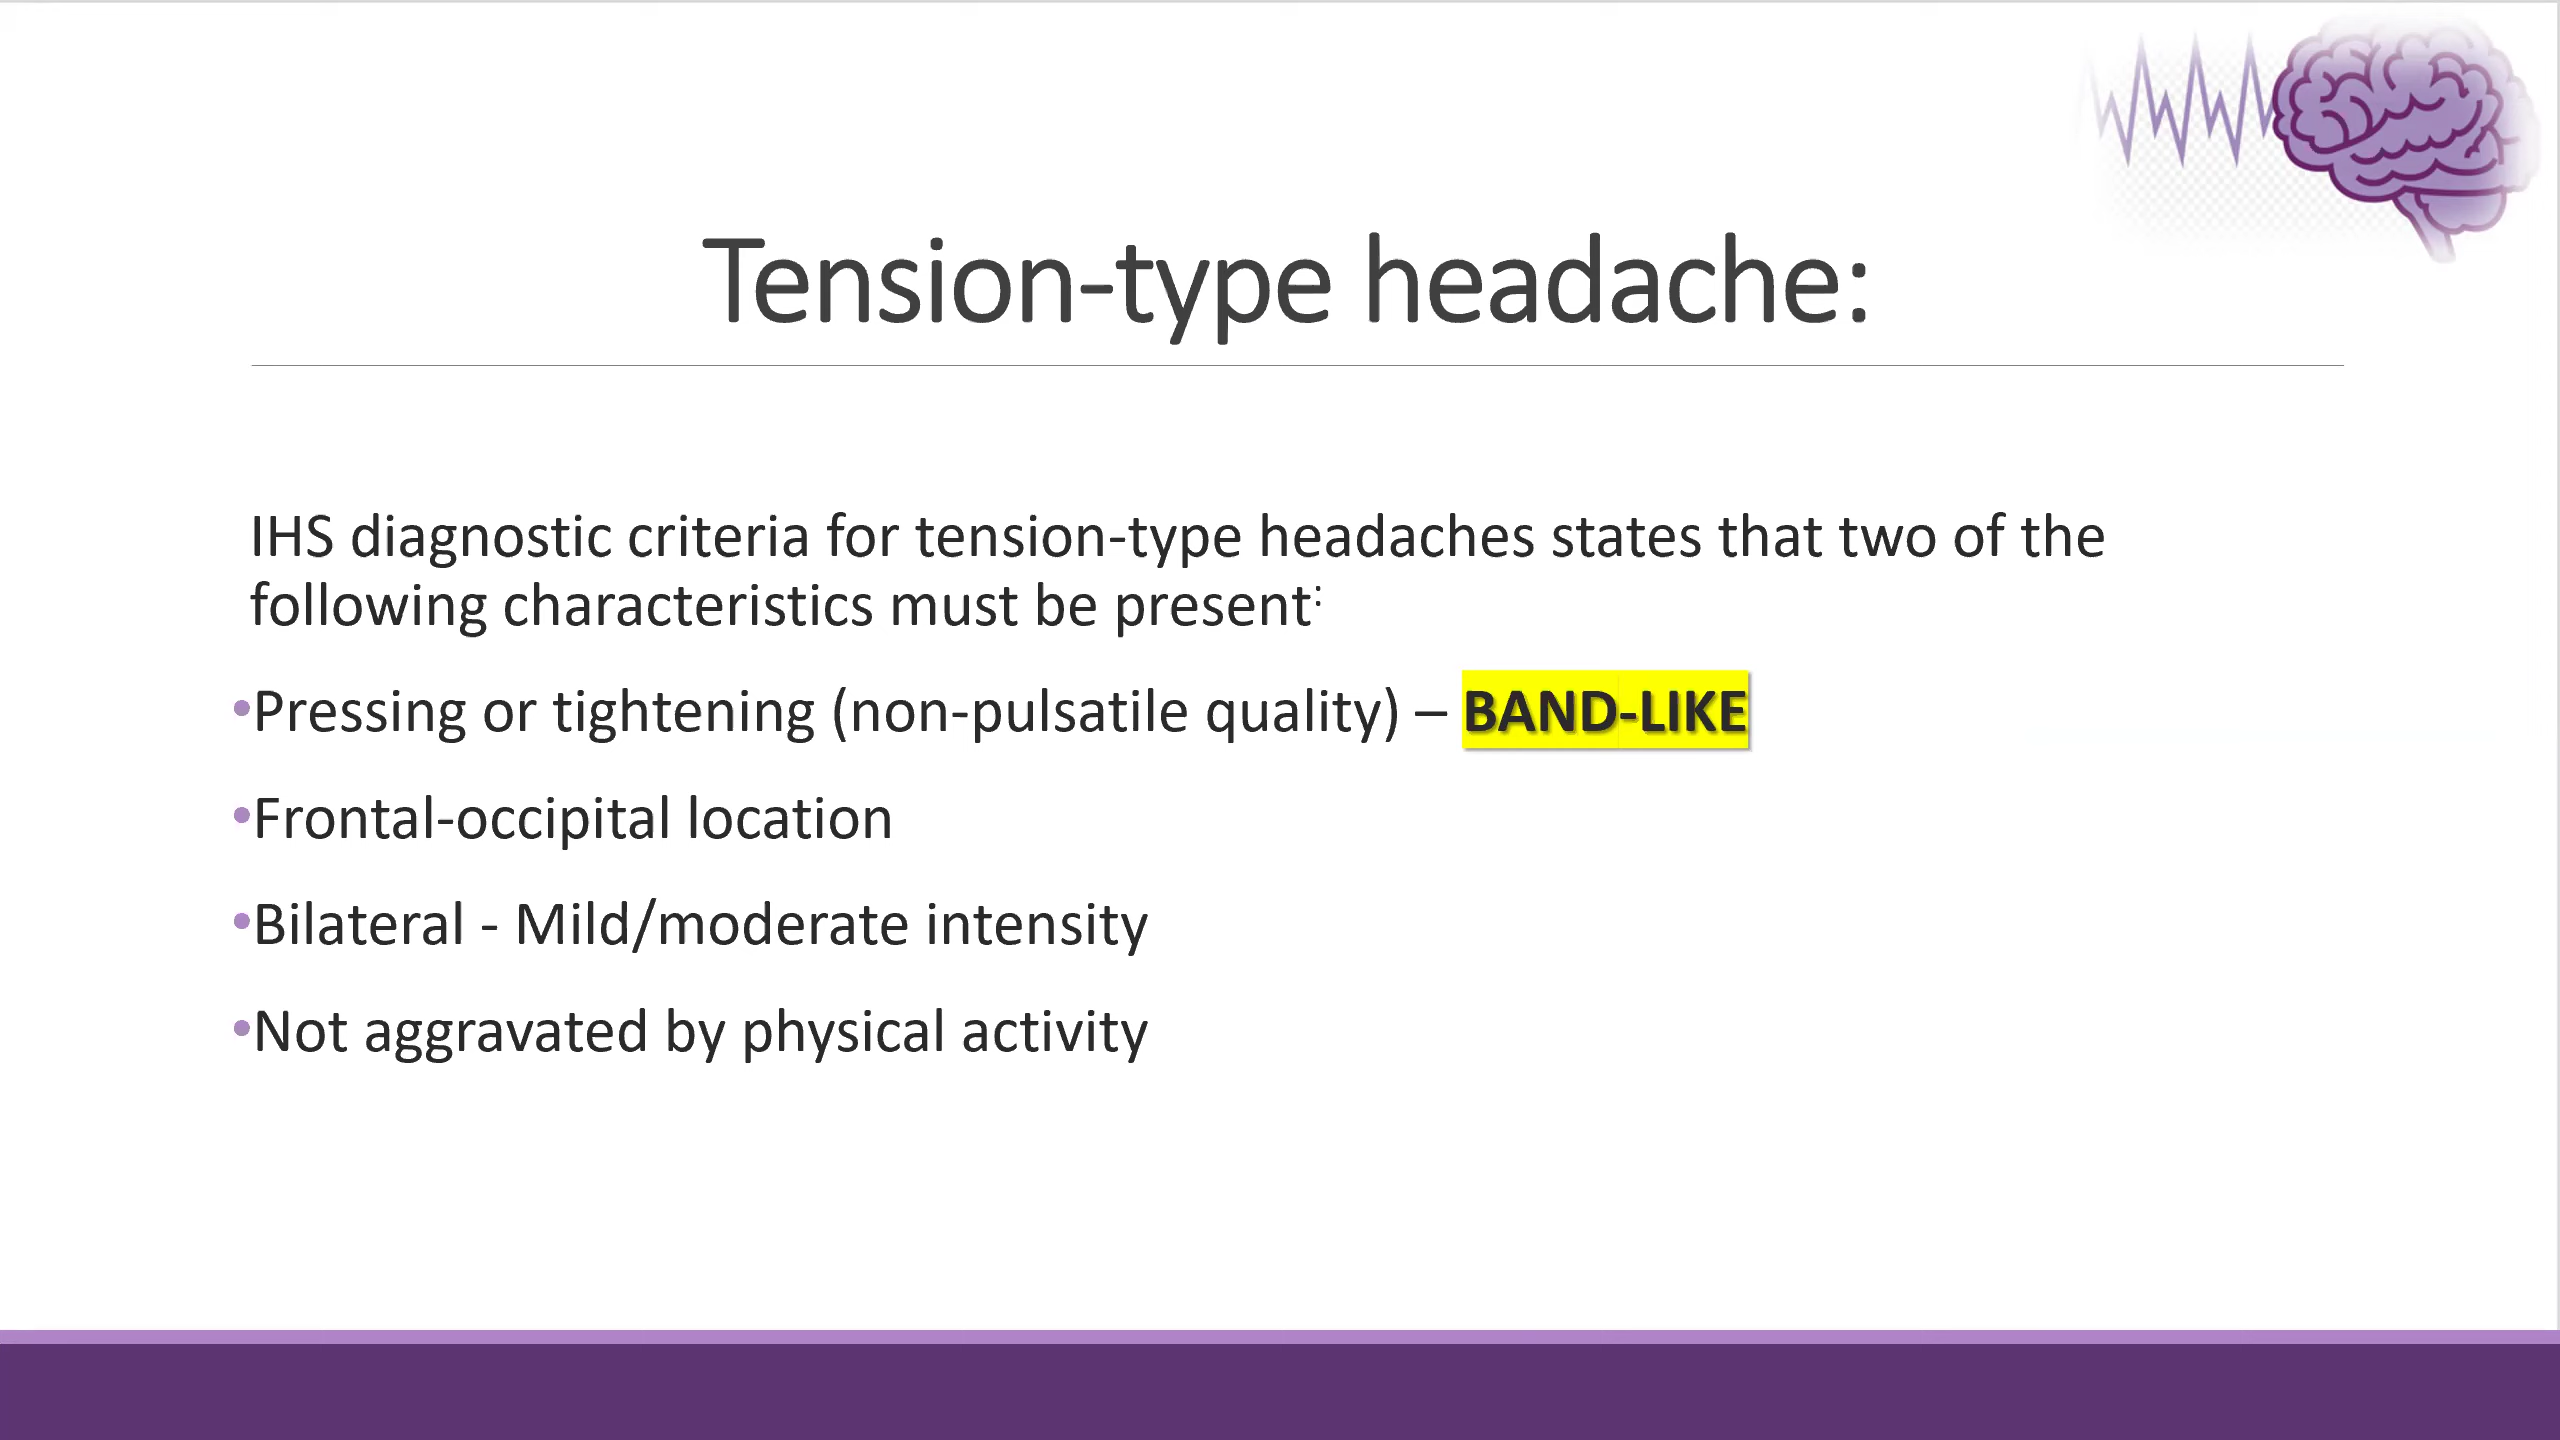 Tension-type headache:
IHS diagnostic criteria for tension-type headaches states that two of the
following characteristics must be present:
•Pressing or tightening (non-pulsatile quality) – BAND-LIKE
•Frontal-occipital location
•Bilateral - Mild/moderate intensity
•Not aggravated by physical activity